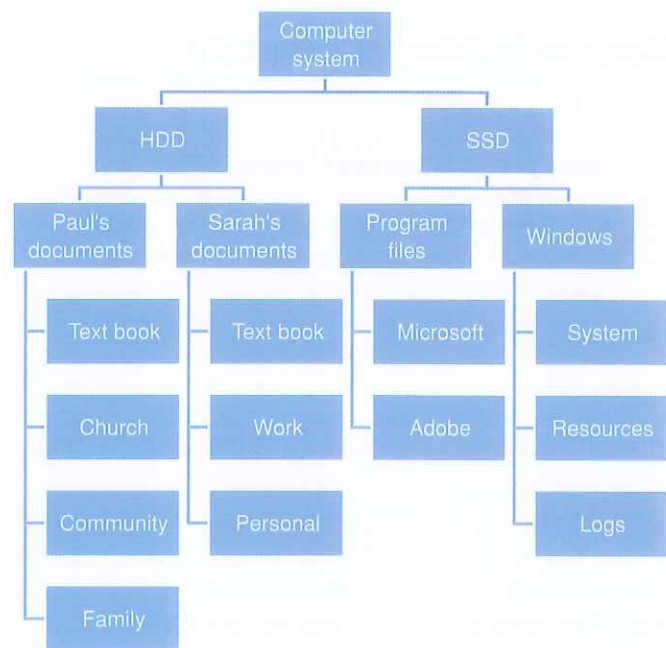 Computer
system
HDD
SSD
Paul's
documents
Sarah's
documents
Program
files
Windows
Text book
Text book
Microsoft
System
Church
Work
Adobe
Resources
Community
Personal
Logs
Family